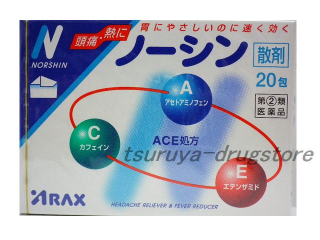 N
NORSHIN
頭痛・熱に
胃にやさしいのに速く効く
ノーシン
散剤
20包
指定第②類
医薬品
A
アセトアミノフェン
C
カフェイン
ACE処方
E
エテンザミド
tsuruya-drugstore
ARAX
HEADACHE RELIEVER & FEVER REDUCER